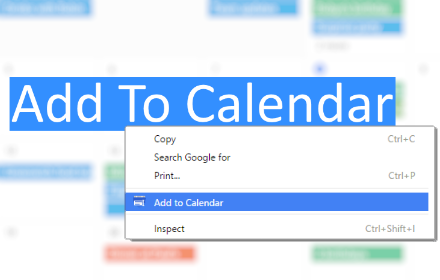 Add To Calendar
Copy Ctrl+C
Search Google for
Print... Ctrl+P
Add to Calendar
Inspect Ctrl+Shift+I